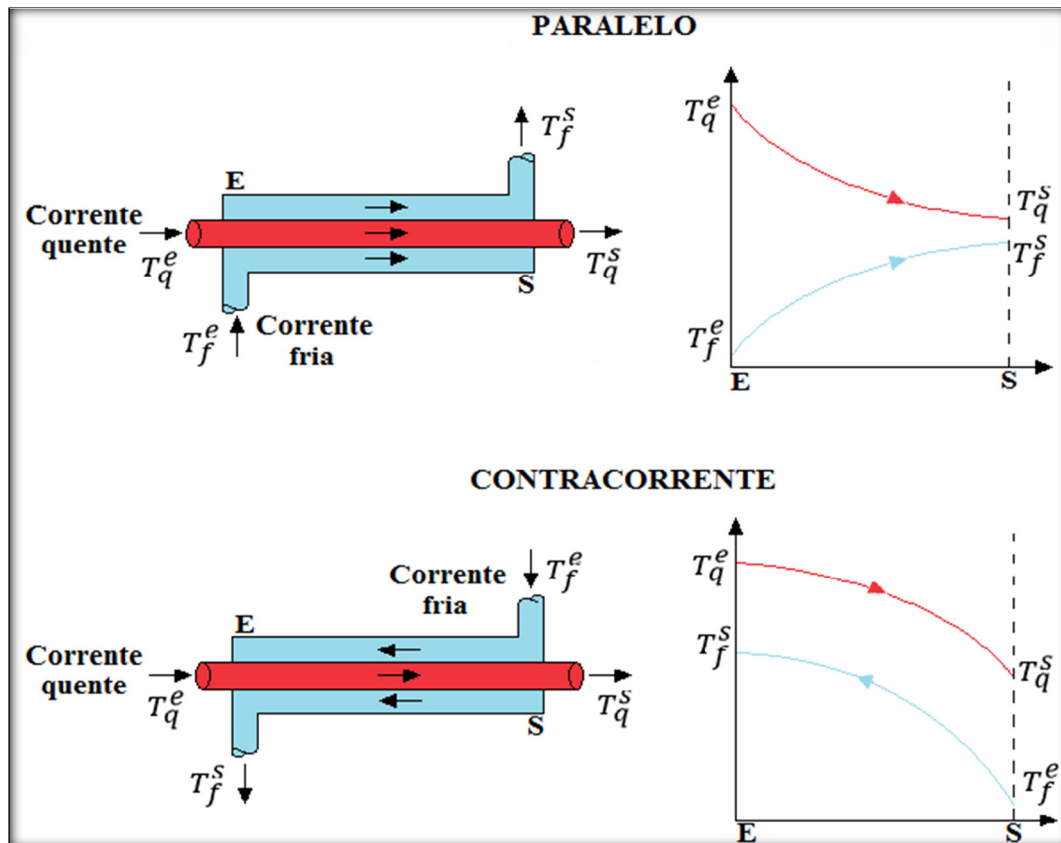 PARALELO
E
Corrente
quente
T_q^e
T_f^s
T_q^s
S
T_f^e
Corrente
fria
T_q^e
T_q^s
T_f^s
T_f^e
E
S
CONTRACORRENTE
Corrente
fria
T_f^e
E
Corrente
quente
T_q^e
T_q^s
S
T_f^s
T_q^e
T_f^s
T_q^s
T_f^e
E
S